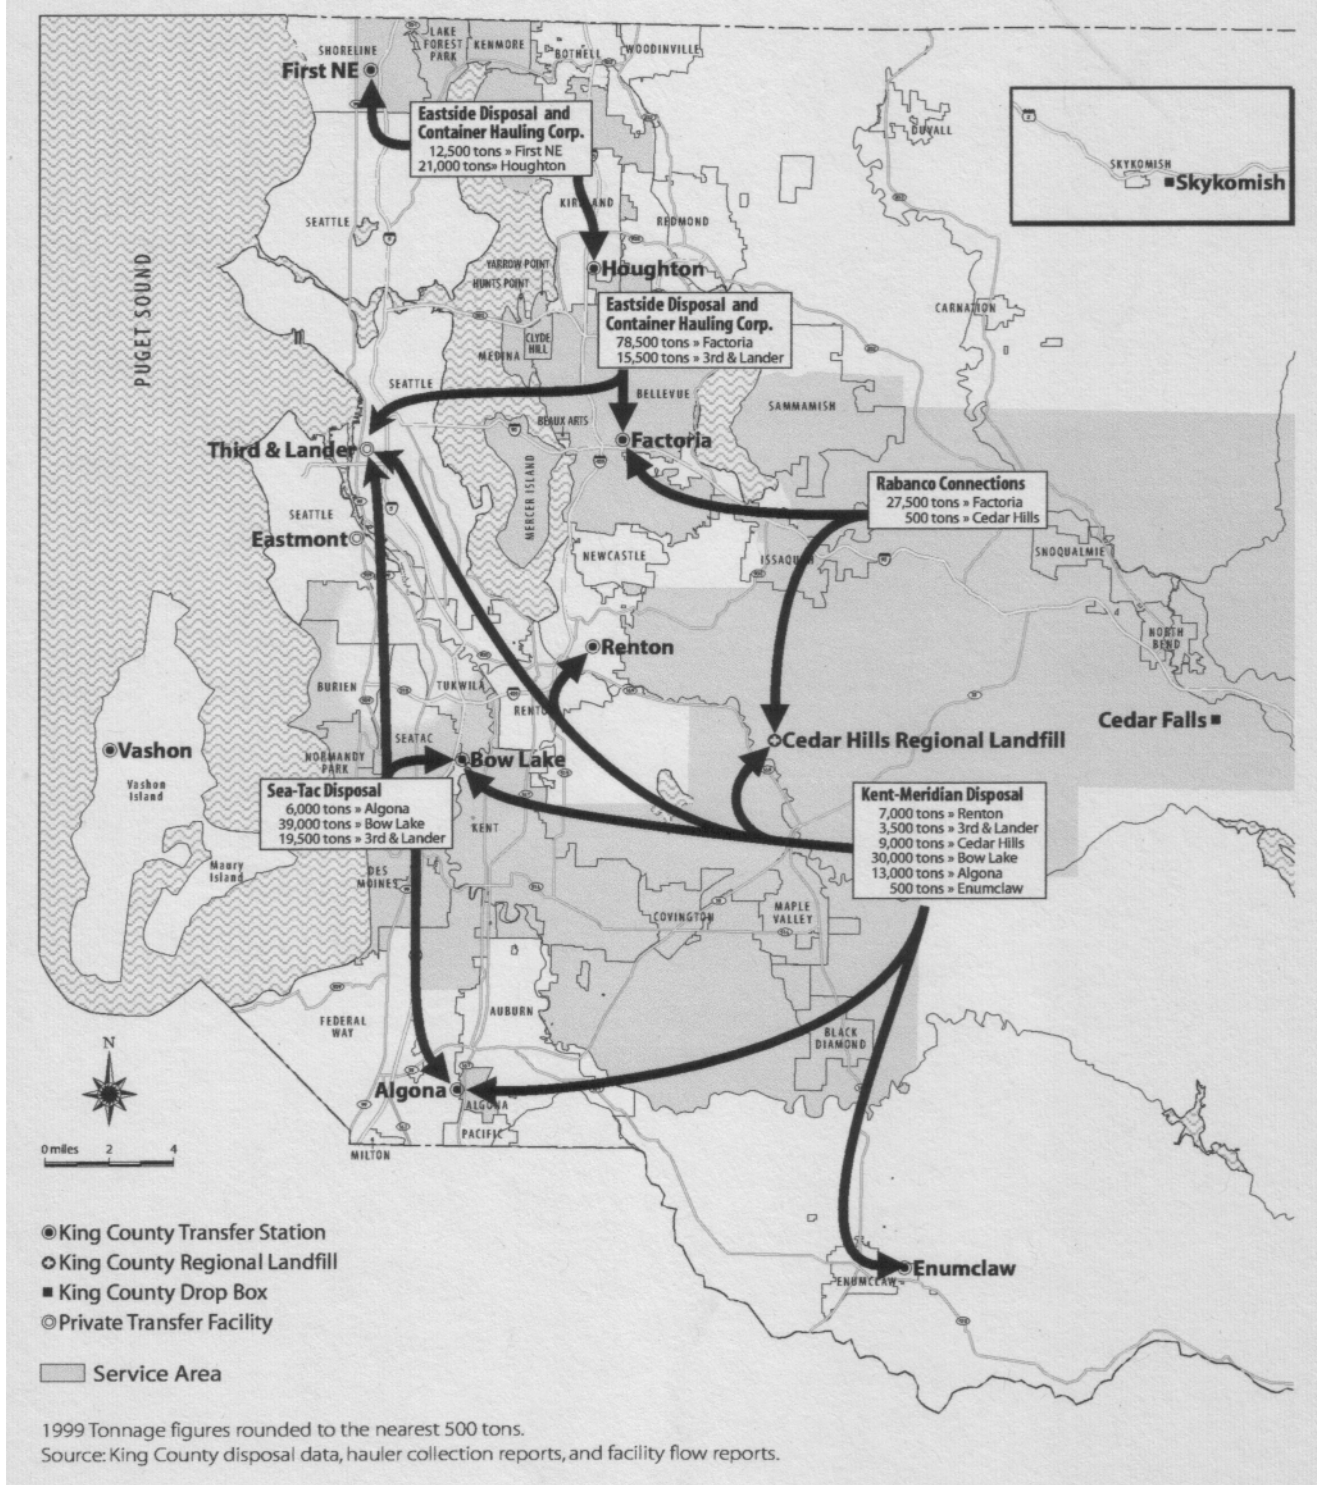 SHORELINE
LAKE
FOREST
PARK
KENMORE
BOTHELL
WOODINVILLE
First NE
Eastside Disposal and
Container Hauling Corp.
12,500 tons » First NE
21,000 tons» Houghton
DUVALL
SKYKOMISH
Skykomish
SEATTLE
KIRKLAND
REDMOND
PUGET SOUND
YARROW POINT
HUNTS POINT
Houghton
Eastside Disposal and
Container Hauling Corp.
78,500 tons » Factoria
15,500 tons » 3rd & Lander
CARNATION
CLYDE
HILL
MEDINA
SEATTLE
BELLEVUE
SAMMAMISH
BEAUX ARTS
Factoria
Third & Lander
MERCER ISLAND
Rabanco Connections
27,500 tons » Factoria
500 tons » Cedar Hills
SEATTLE
Eastmont
NEWCASTLE
ISSAQUAH
SNOQUALMIE
NORTH
BEND
Renton
BURIEN
TUKWILA
RENTON
Cedar Falls
SEATAC
Cedar Hills Regional Landfill
Vashon
Vashon
Island
NORMANDY
PARK
Bow Lake
Sea-Tac Disposal
6,000 tons » Algona
39,000 tons » Bow Lake
19,500 tons » 3rd & Lander
Kent-Meridian Disposal
7,000 tons » Renton
3,500 tons » 3rd & Lander
9,000 tons » Cedar Hills
30,000 tons » Bow Lake
13,000 tons » Algona
500 tons » Enumclaw
KENT
Maury
Island
DES
MOINES
COVINGTON
MAPLE
VALLEY
FEDERAL
WAY
AUBURN
BLACK
DIAMOND
N
Algona
ALGONA
PACIFIC
MILTON
0 miles 2 4
King County Transfer Station
King County Regional Landfill
King County Drop Box
Private Transfer Facility
Service Area
Enumclaw
ENUMCLAW
1999 Tonnage figures rounded to the nearest 500 tons.
Source: King County disposal data, hauler collection reports, and facility flow reports.